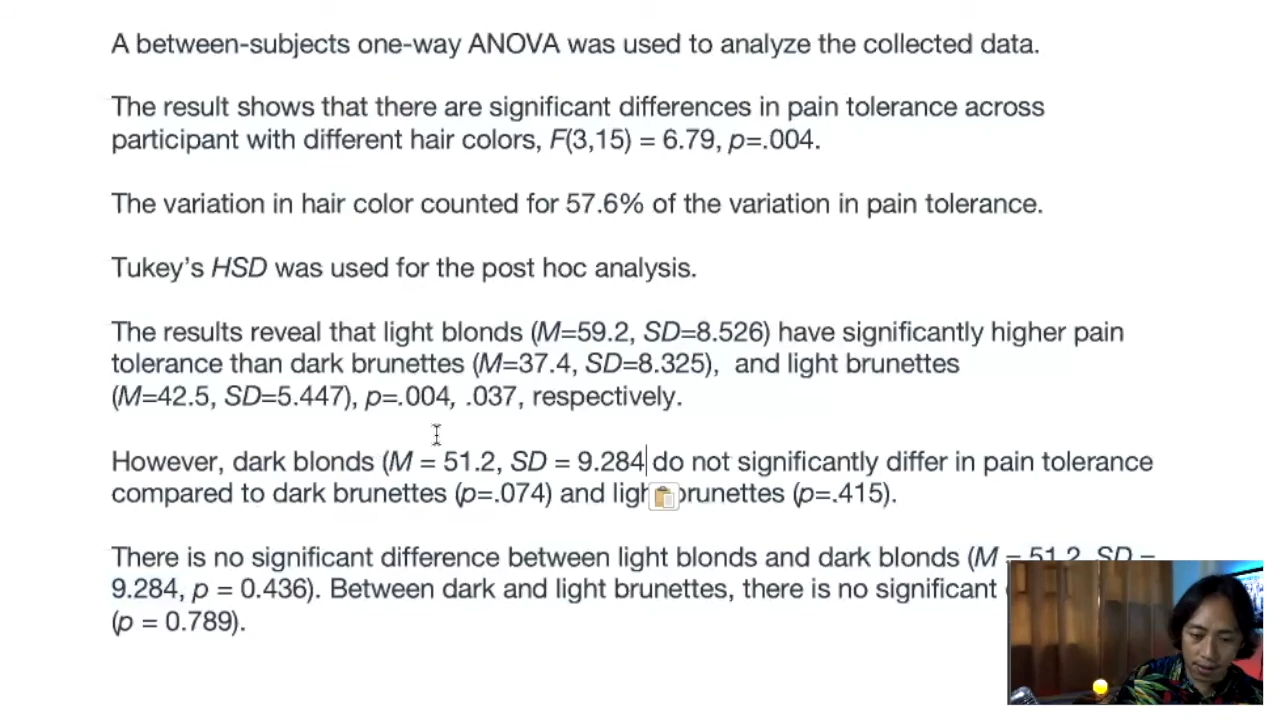 A between-subjects one-way ANOVA was used to analyze the collected data.
The result shows that there are significant differences in pain tolerance across
participant with different hair colors, F(3,15) = 6.79, p=.004.
The variation in hair color counted for 57.6% of the variation in pain tolerance.
Tukey’s HSD was used for the post hoc analysis.
The results reveal that light blonds (M=59.2, SD=8.526) have significantly higher pain
tolerance than dark brunettes (M=37.4, SD=8.325),  and light brunettes
(M=42.5, SD=5.447), p=.004, .037, respectively.
However, dark blonds (M = 51.2, SD = 9.284 do not significantly differ in pain tolerance
compared to dark brunettes (p=.074) and brunettes (p=.415).
There is no significant difference between light blonds and dark blonds (M = 51.2, SD =
9.284, p = 0.436). Between dark and light brunettes, there is no significant
(p = 0.789).